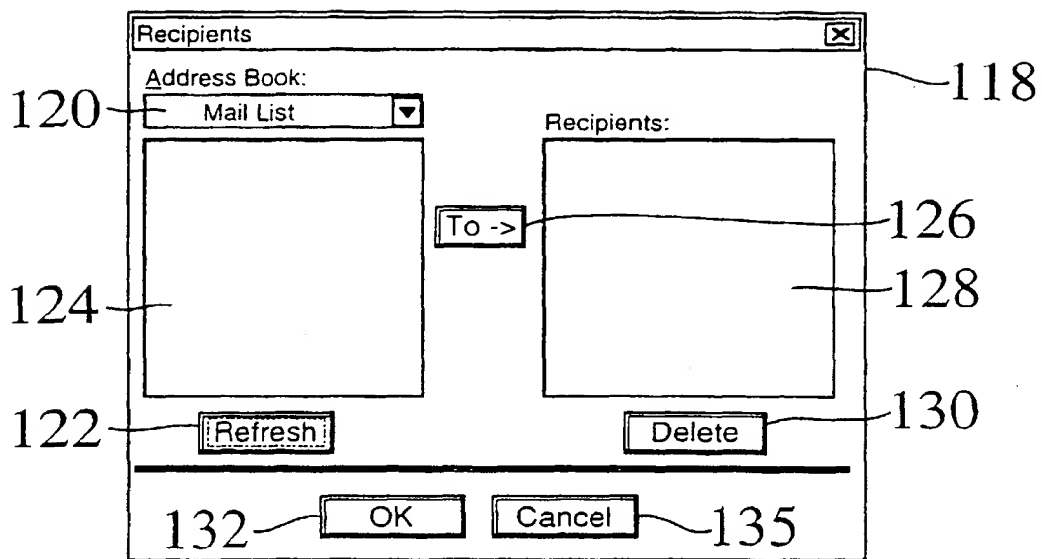 Recipients
118
Address Book:
120
Mail List
Recipients:
To ->
126
124
128
122
Refresh
Delete
130
132
OK
Cancel
135